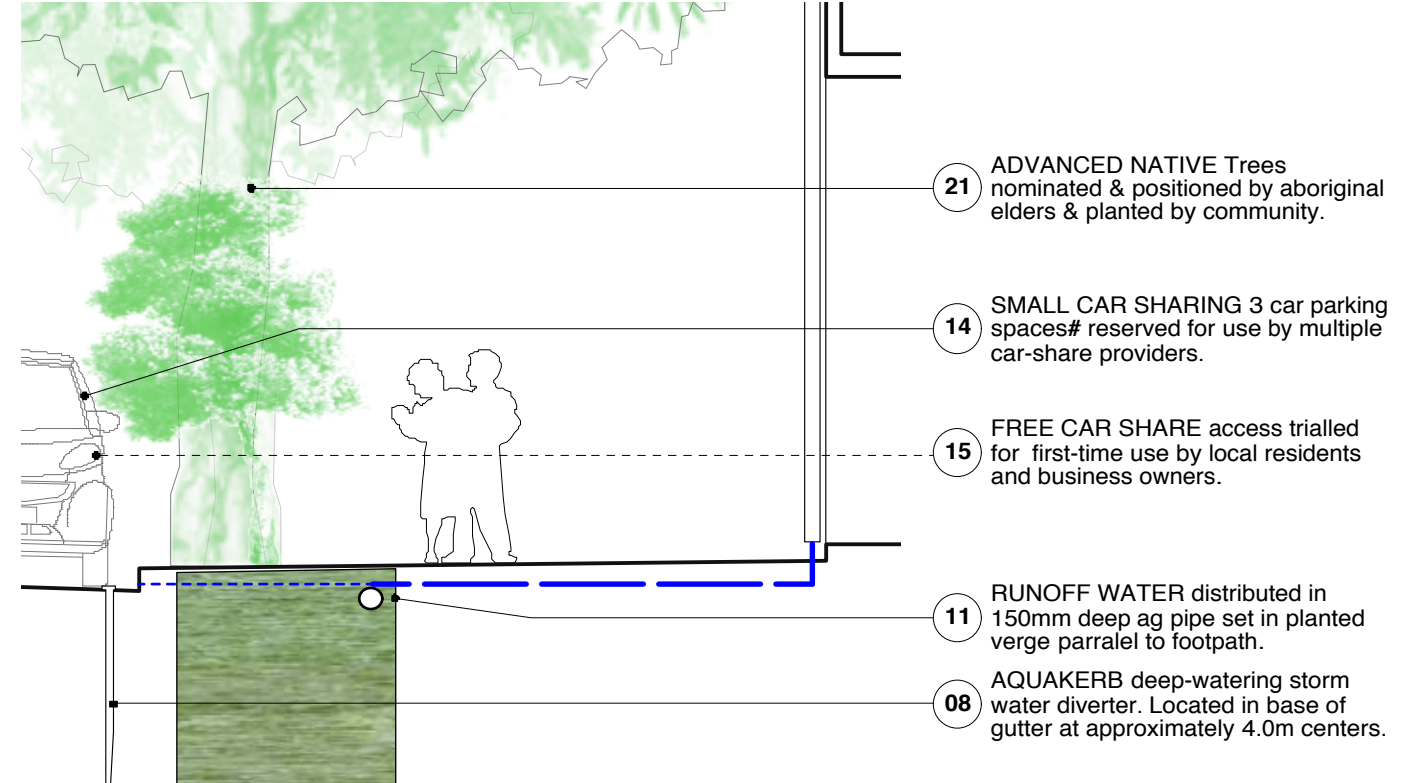 21
ADVANCED NATIVE Trees
nominated & positioned by aboriginal
elders & planted by community.
14
SMALL CAR SHARING 3 car parking
spaces# reserved for use by multiple
car-share providers.
15
FREE CAR SHARE access trialled
for first-time use by local residents
and business owners.
11
RUNOFF WATER distributed in
150mm deep ag pipe set in planted
verge parralel to footpath.
08
AQUAKERB deep-watering storm
water diverter. Located in base of
gutter at approximately 4.0m centers.